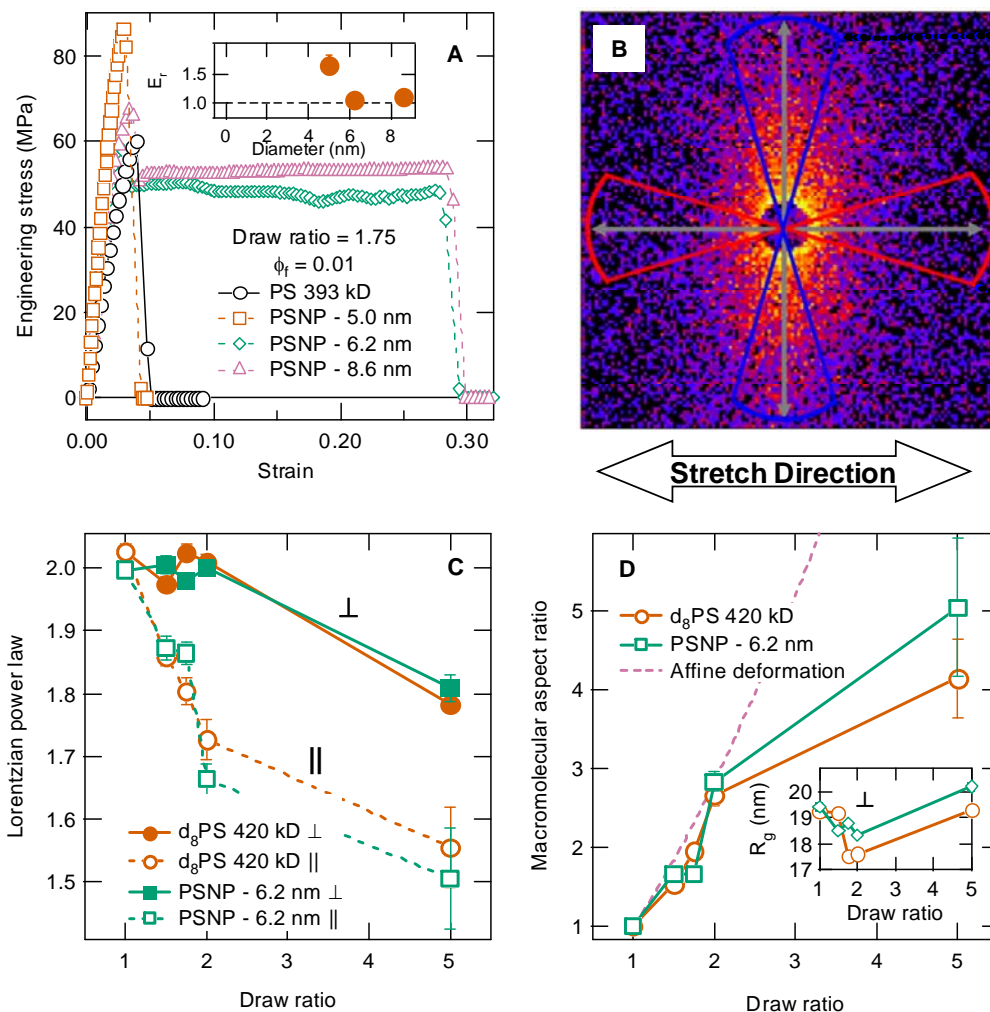 A
Engineering stress (MPa)
80
60
40
20
0
0.00
0.10
0.20
0.30
Strain
E_r
1.5
1.0
0
2
4
6
8
Diameter (nm)
Draw ratio = 1.75
ϕ_f = 0.01
PS 393 kD
PSNP - 5.0 nm
PSNP - 6.2 nm
PSNP - 8.6 nm
B
Stretch Direction
C
Lorentzian power law
2.0
1.9
1.8
1.7
1.6
1.5
⊥
||
d₈PS 420 kD ⊥
d₈PS 420 kD ||
PSNP - 6.2 nm ⊥
PSNP - 6.2 nm ||
1
2
3
4
5
Draw ratio
D
Macromolecular aspect ratio
5
4
3
2
1
d₈PS 420 kD
PSNP - 6.2 nm
Affine deformation
R_g (nm)
20
19
18
17
⊥
1
2
3
4
5
Draw ratio
1
2
3
4
5
Draw ratio